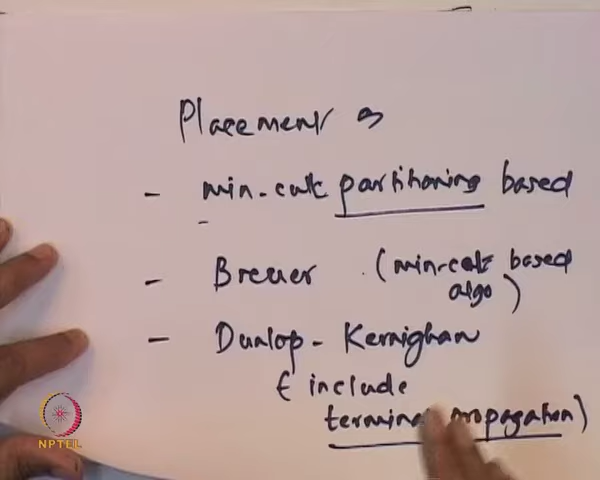 Placement
- min-cut partitioning based
- Breuer (min-cut based
algo)
- Dunlop - Kernighan
( include
terminal propagation)
NPTEL